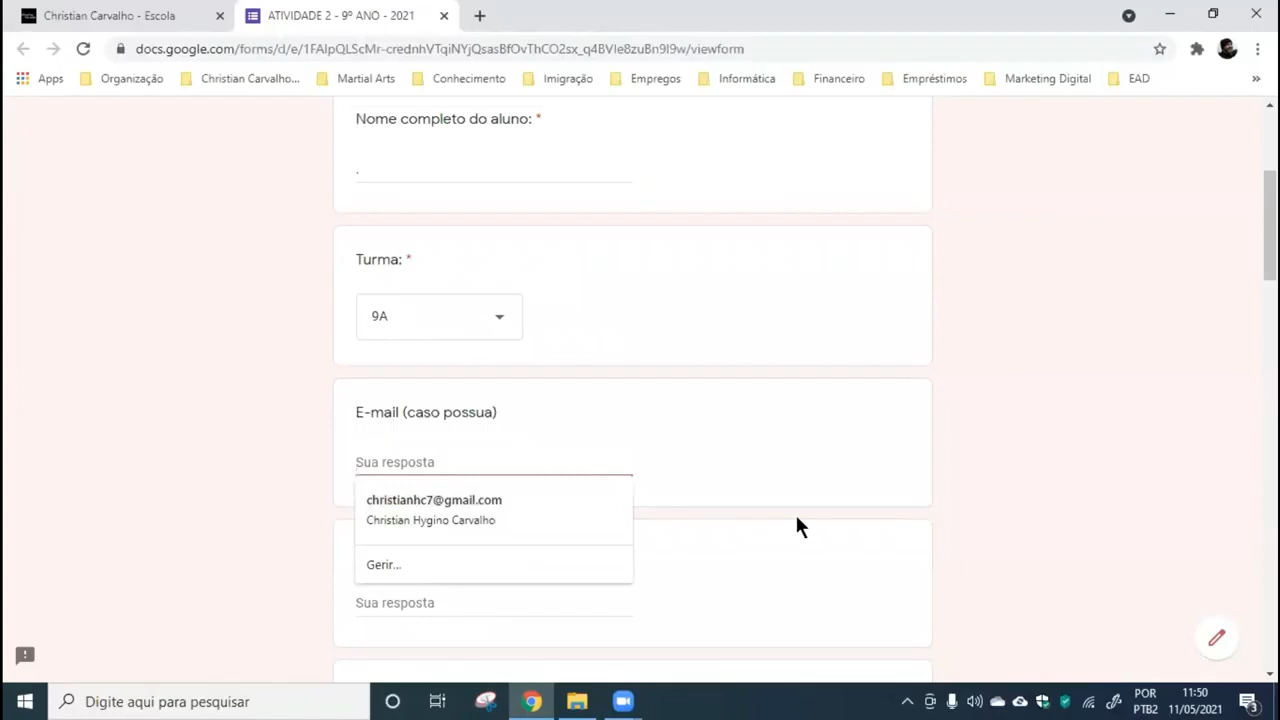 Christian Carvalho - Escola
ATIVIDADE 2 - 9º ANO - 2021
docs.google.com/forms/d/e/1FAIpQLScMr-crednhVTqiNYjQsasBfOvThCO2sx_q4BVIe8zuBn9I9w/viewform
Apps
Organização
Christian Carvalho...
Martial Arts
Conhecimento
Imigração
Empregos
Informática
Financeiro
Empréstimos
Marketing Digital
EAD
Nome completo do aluno: *
.
Turma: *
9A
E-mail (caso possua)
Sua resposta
christianhc7@gmail.com
Christian Hygino Carvalho
Gerir...
Sua resposta
Digite aqui para pesquisar
POR
PTB2
11:50
11/05/2021
3